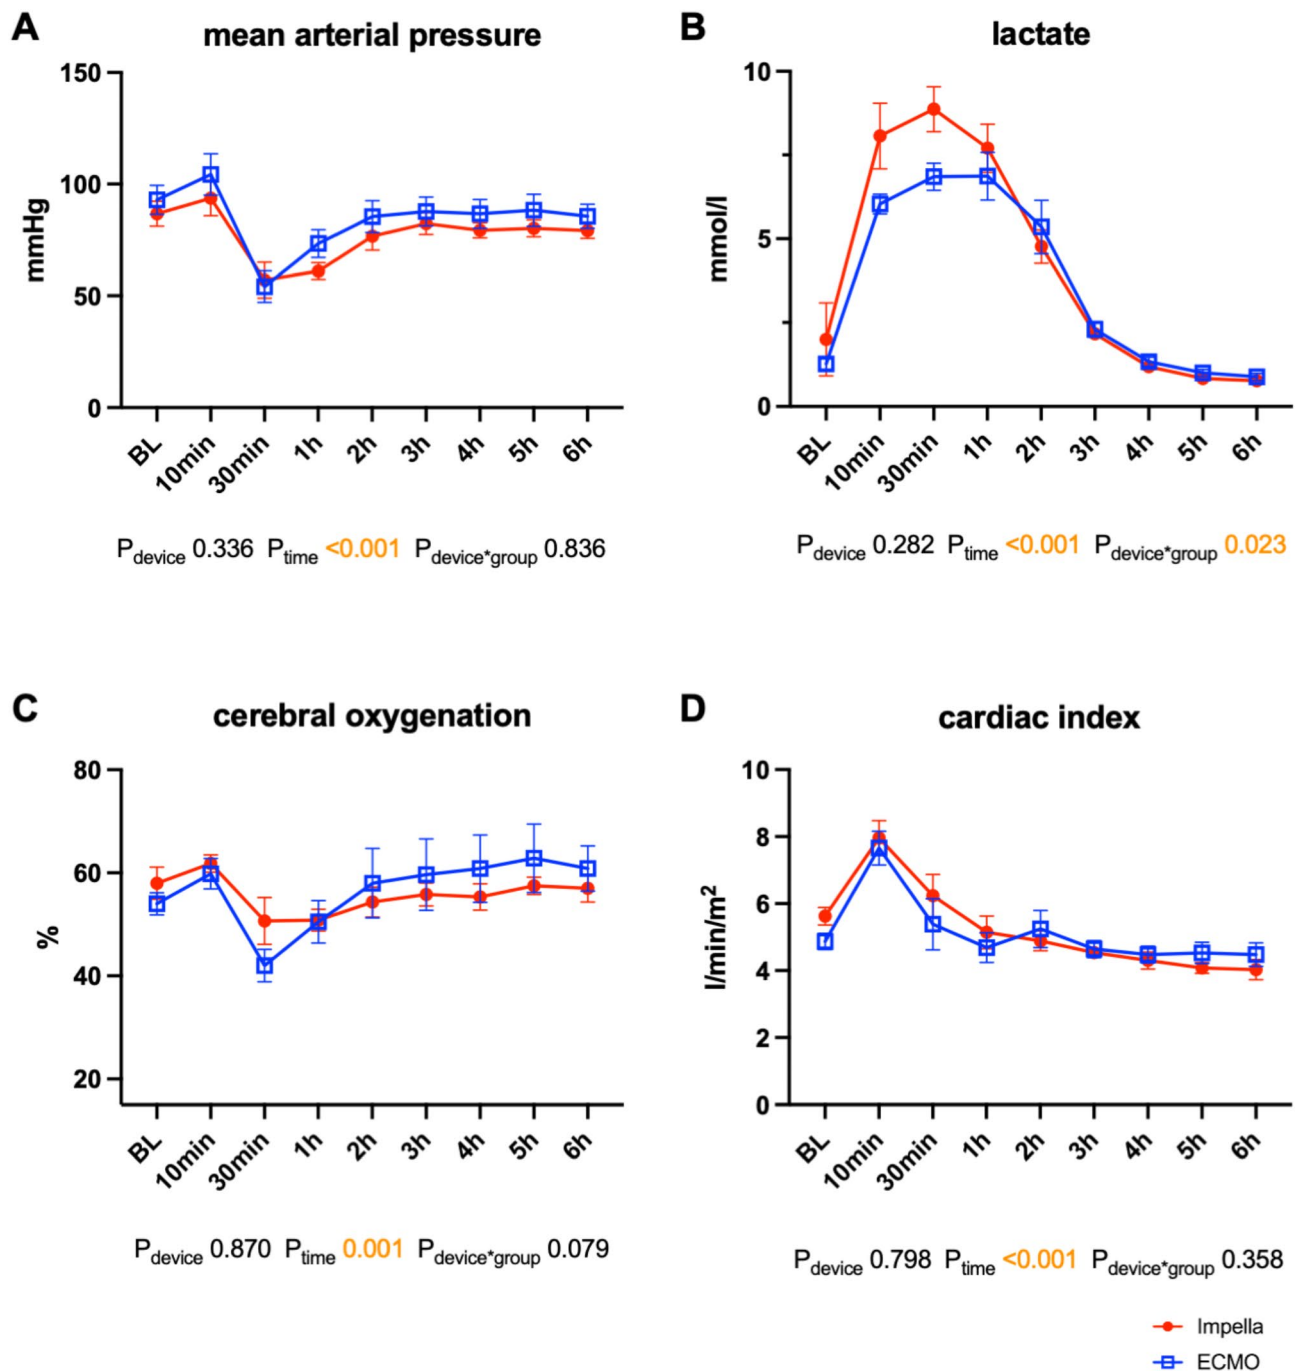 A
mean arterial pressure
mmHg
150
100
50
0
BL
10min
30min
1h
2h
3h
4h
5h
6h
Pdevice 0.336 Ptime <0.001 Pdevice*group 0.836
B
lactate
mmol/l
10
5
0
BL
10min
30min
1h
2h
3h
4h
5h
6h
Pdevice 0.282 Ptime <0.001 Pdevice*group 0.023
C
cerebral oxygenation
%
80
60
40
20
BL
10min
30min
1h
2h
3h
4h
5h
6h
Pdevice 0.870 Ptime 0.001 Pdevice*group 0.079
D
cardiac index
l/min/m²
10
8
6
4
2
0
BL
10min
30min
1h
2h
3h
4h
5h
6h
Pdevice 0.798 Ptime <0.001 Pdevice*group 0.358
Impella
ECMO